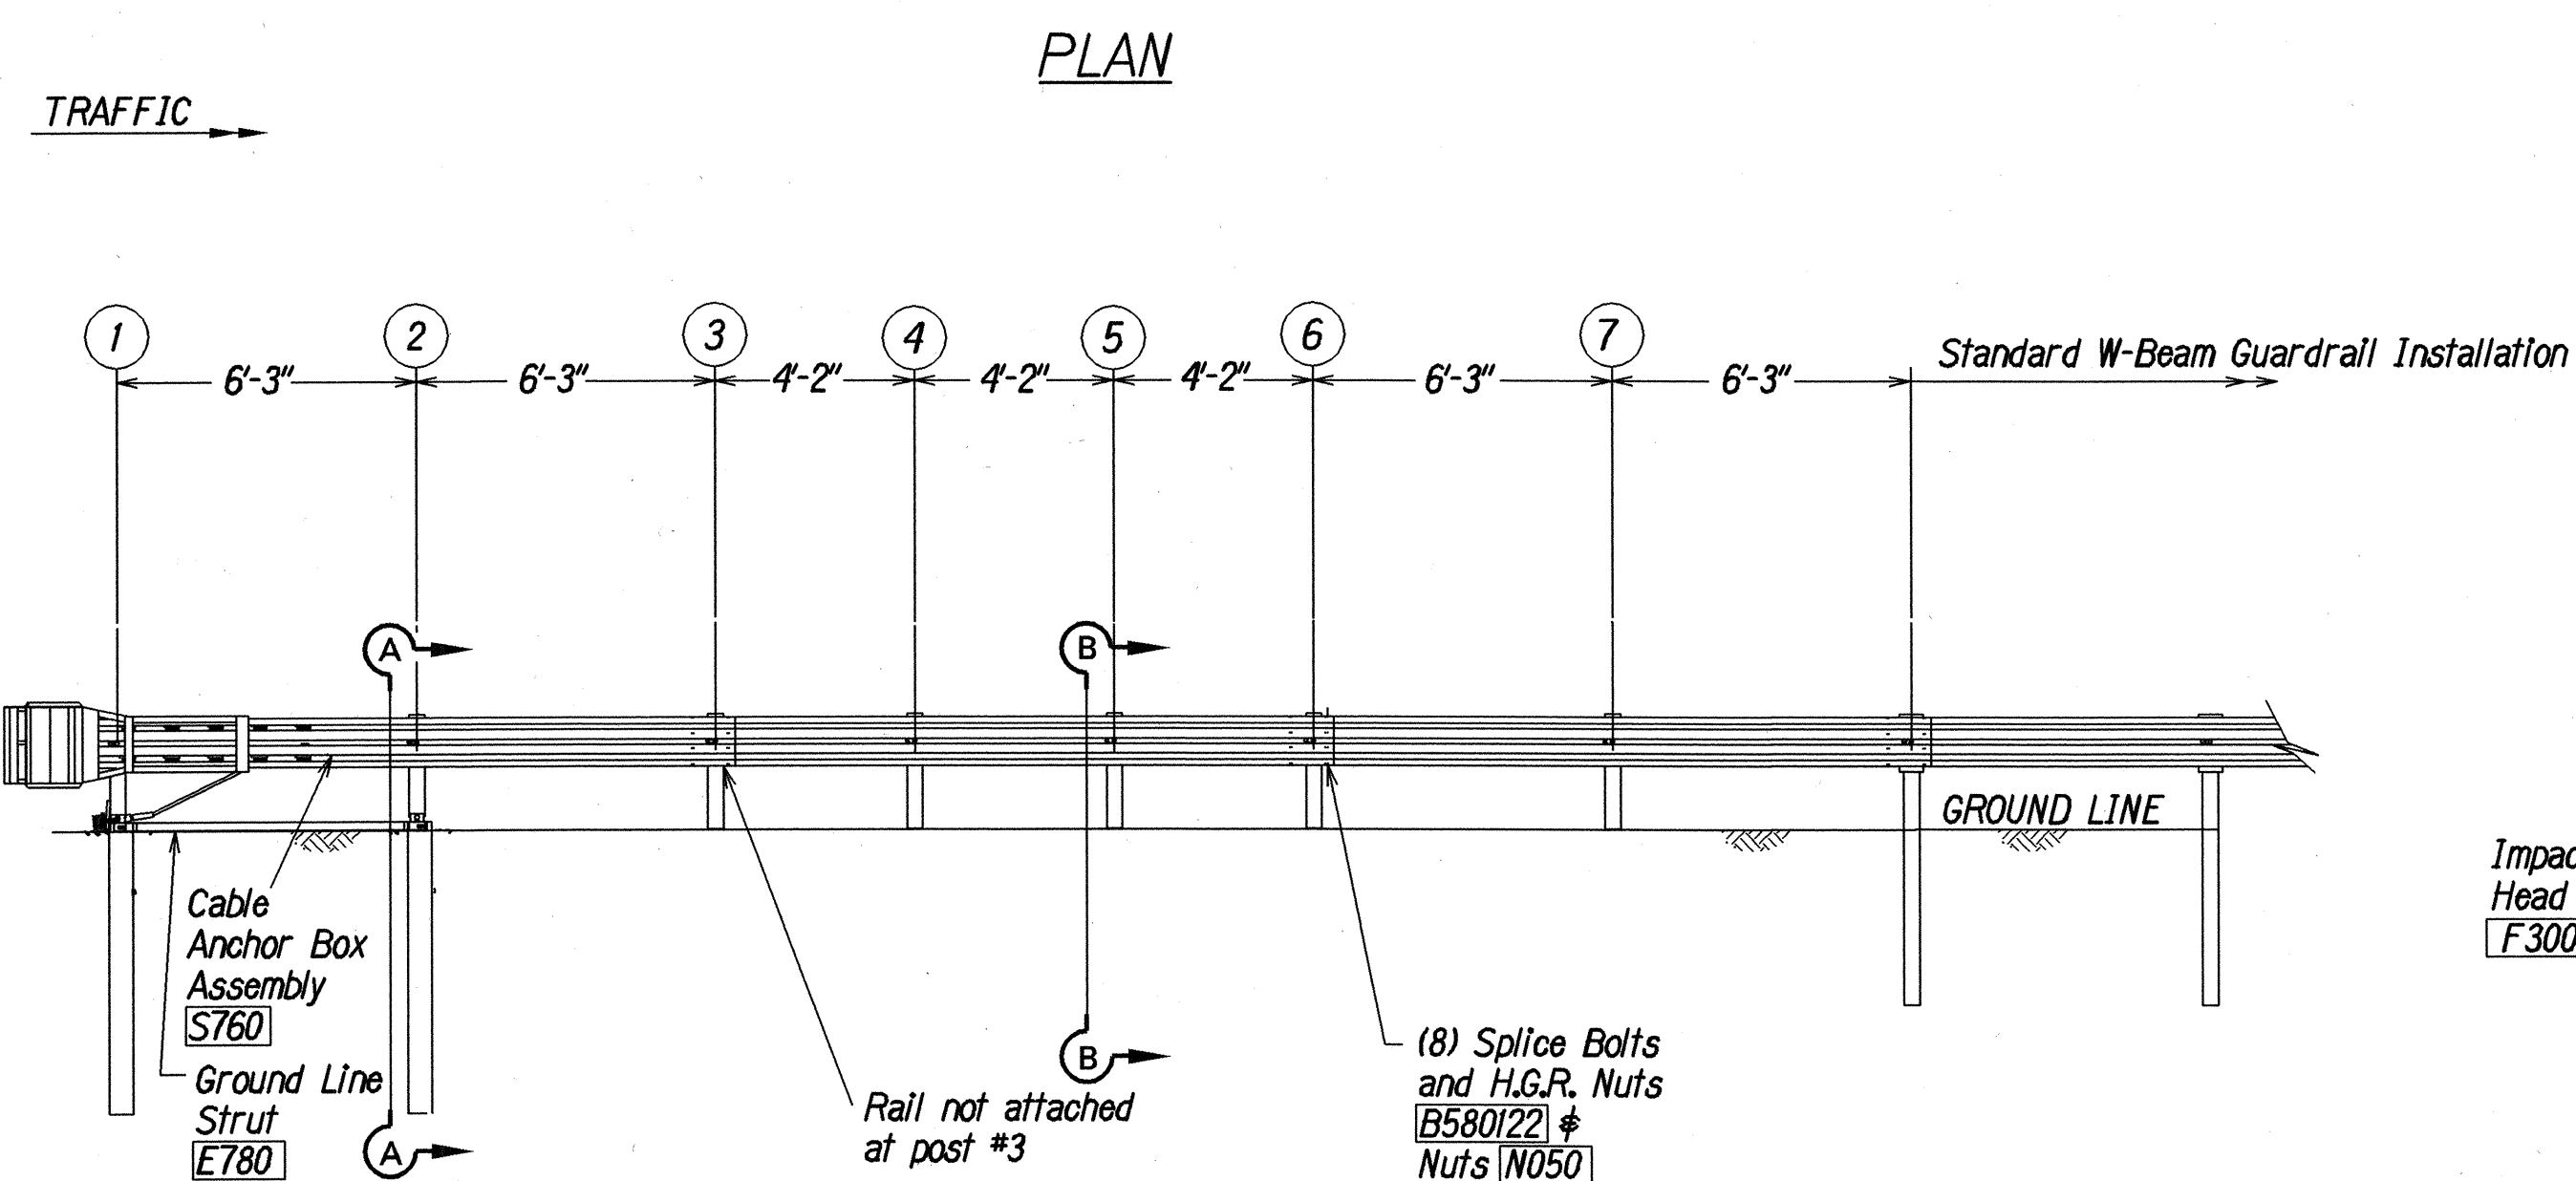 PLAN
TRAFFIC
1 2 3 4 5 6 7
6'-3" 6'-3" 4'-2" 4'-2" 4'-2" 6'-3" 6'-3" Standard W-Beam Guardrail Installation
A B
GROUND LINE
Cable
Anchor Box
Assembly
S760
Ground Line
Strut
E780
A
B
Rail not attached
at post #3
(8) Splice Bolts
and H.G.R. Nuts
B580122 &
Nuts N050
Head
F300